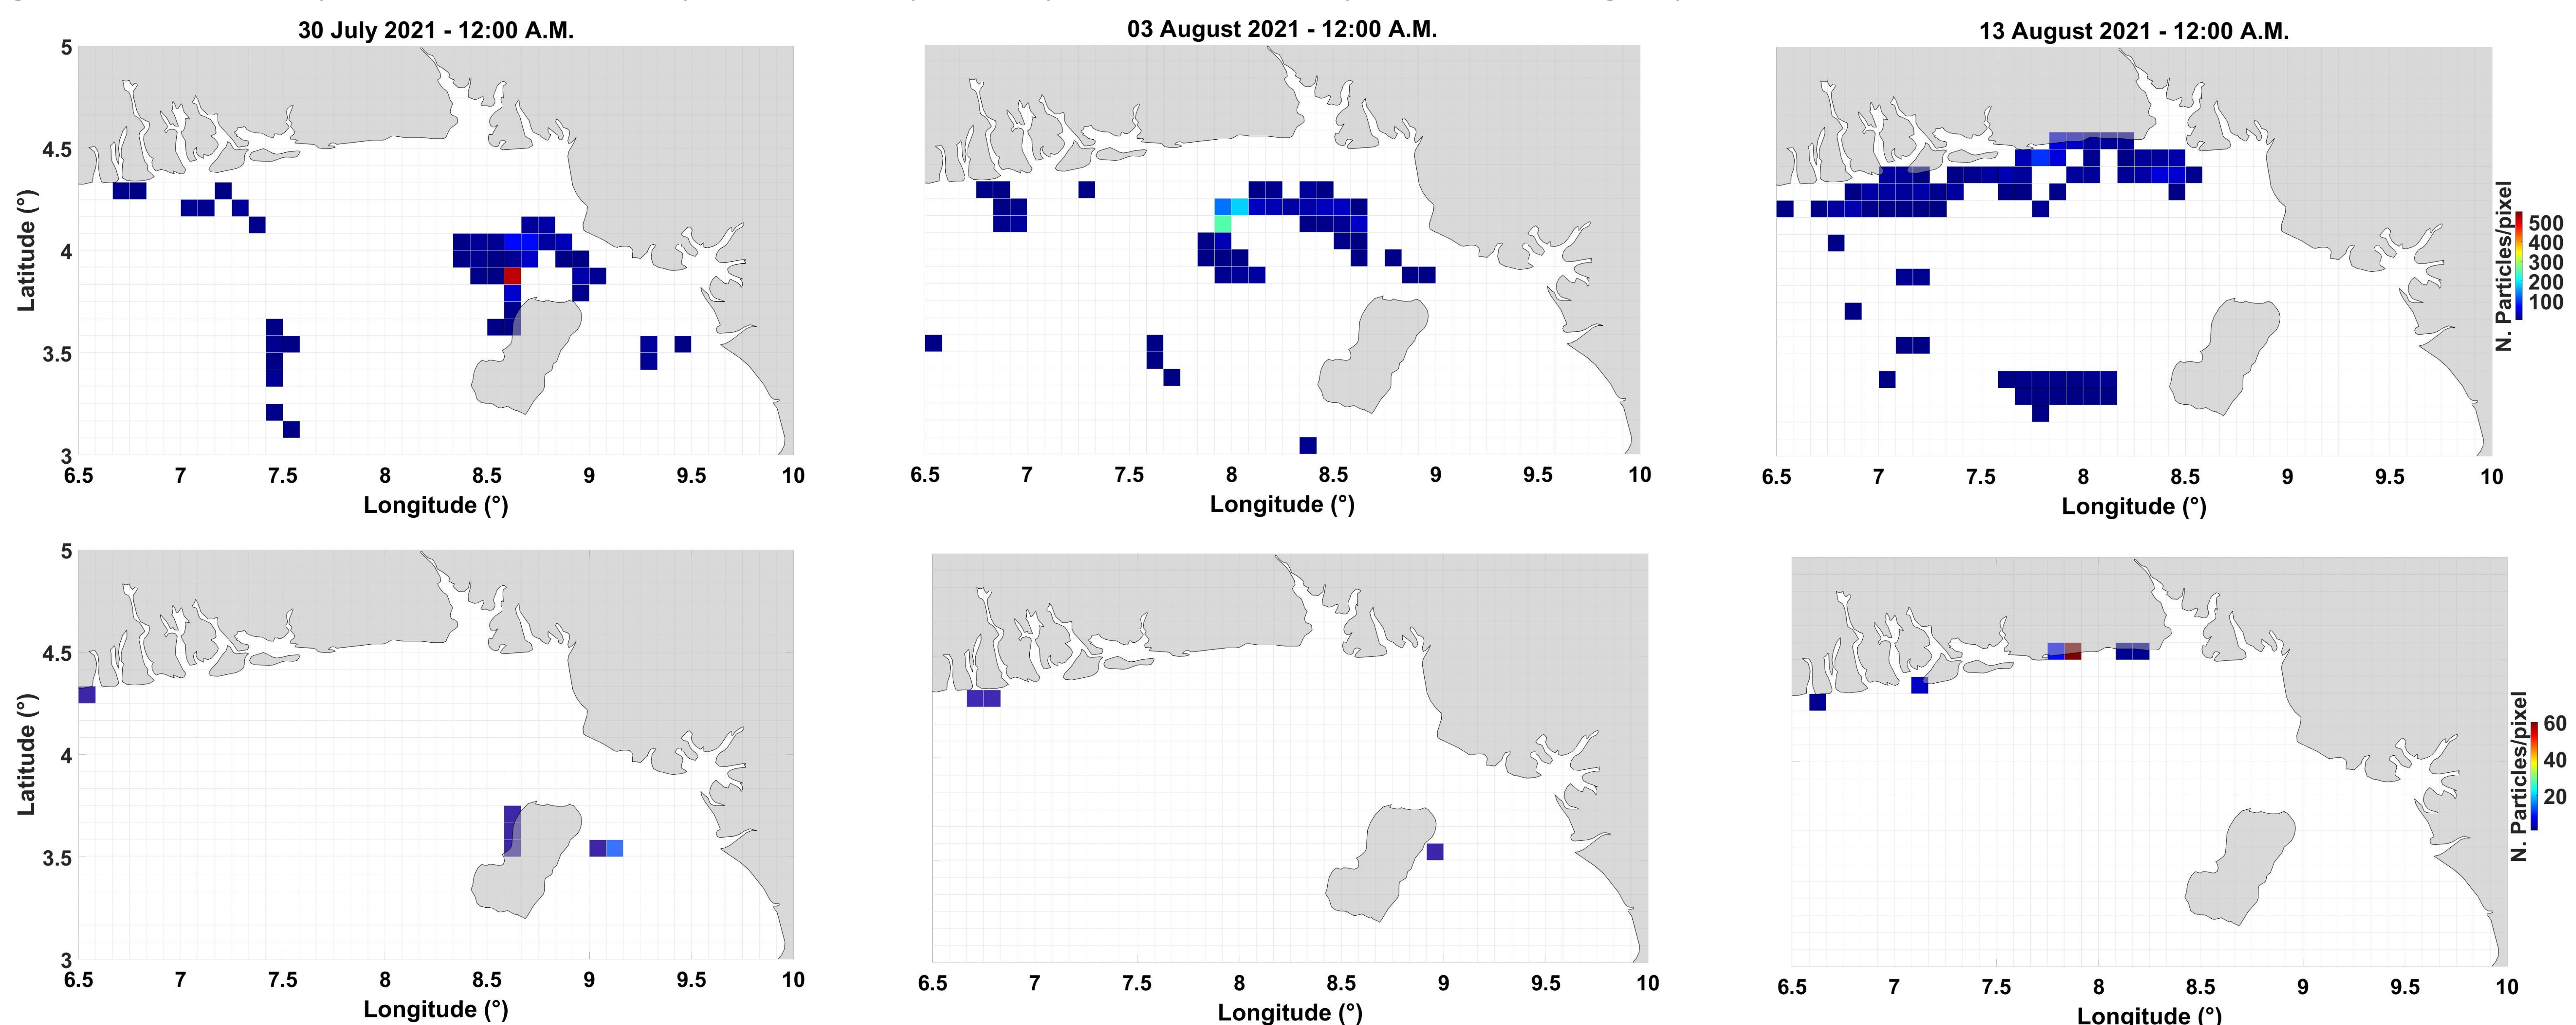 30 July 2021 - 12:00 A.M.
03 August 2021 - 12:00 A.M.
13 August 2021 - 12:00 A.M.
5
4.5
4
3.5
3
Latitude (°)
6.5 7 7.5 8 8.5 9 9.5 10
Longitude (°)
6.5 7 7.5 8 8.5 9 9.5 10
Longitude (°)
6.5 7 7.5 8 8.5 9 9.5 10
Longitude (°)
N. Particles/pixel
500
400
300
200
100
5
4.5
4
3.5
3
Latitude (°)
6.5 7 7.5 8 8.5 9 9.5 10
Longitude (°)
6.5 7 7.5 8 8.5 9 9.5 10
Longitude (°)
6.5 7 7.5 8 8.5 9 9.5 10
Longitude (°)
N. Particles/pixel
60
40
20